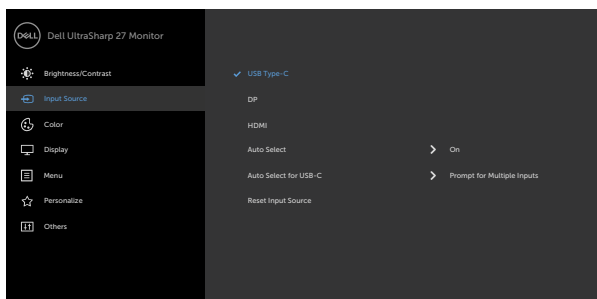 DELL
Dell UltraSharp 27 Monitor
Brightness/Contrast
Input Source
Color
Display
Menu
Personalize
Others
USB Type-C
DP
HDMI
Auto Select On
Auto Select for USB-C Prompt for Multiple Inputs
Reset Input Source